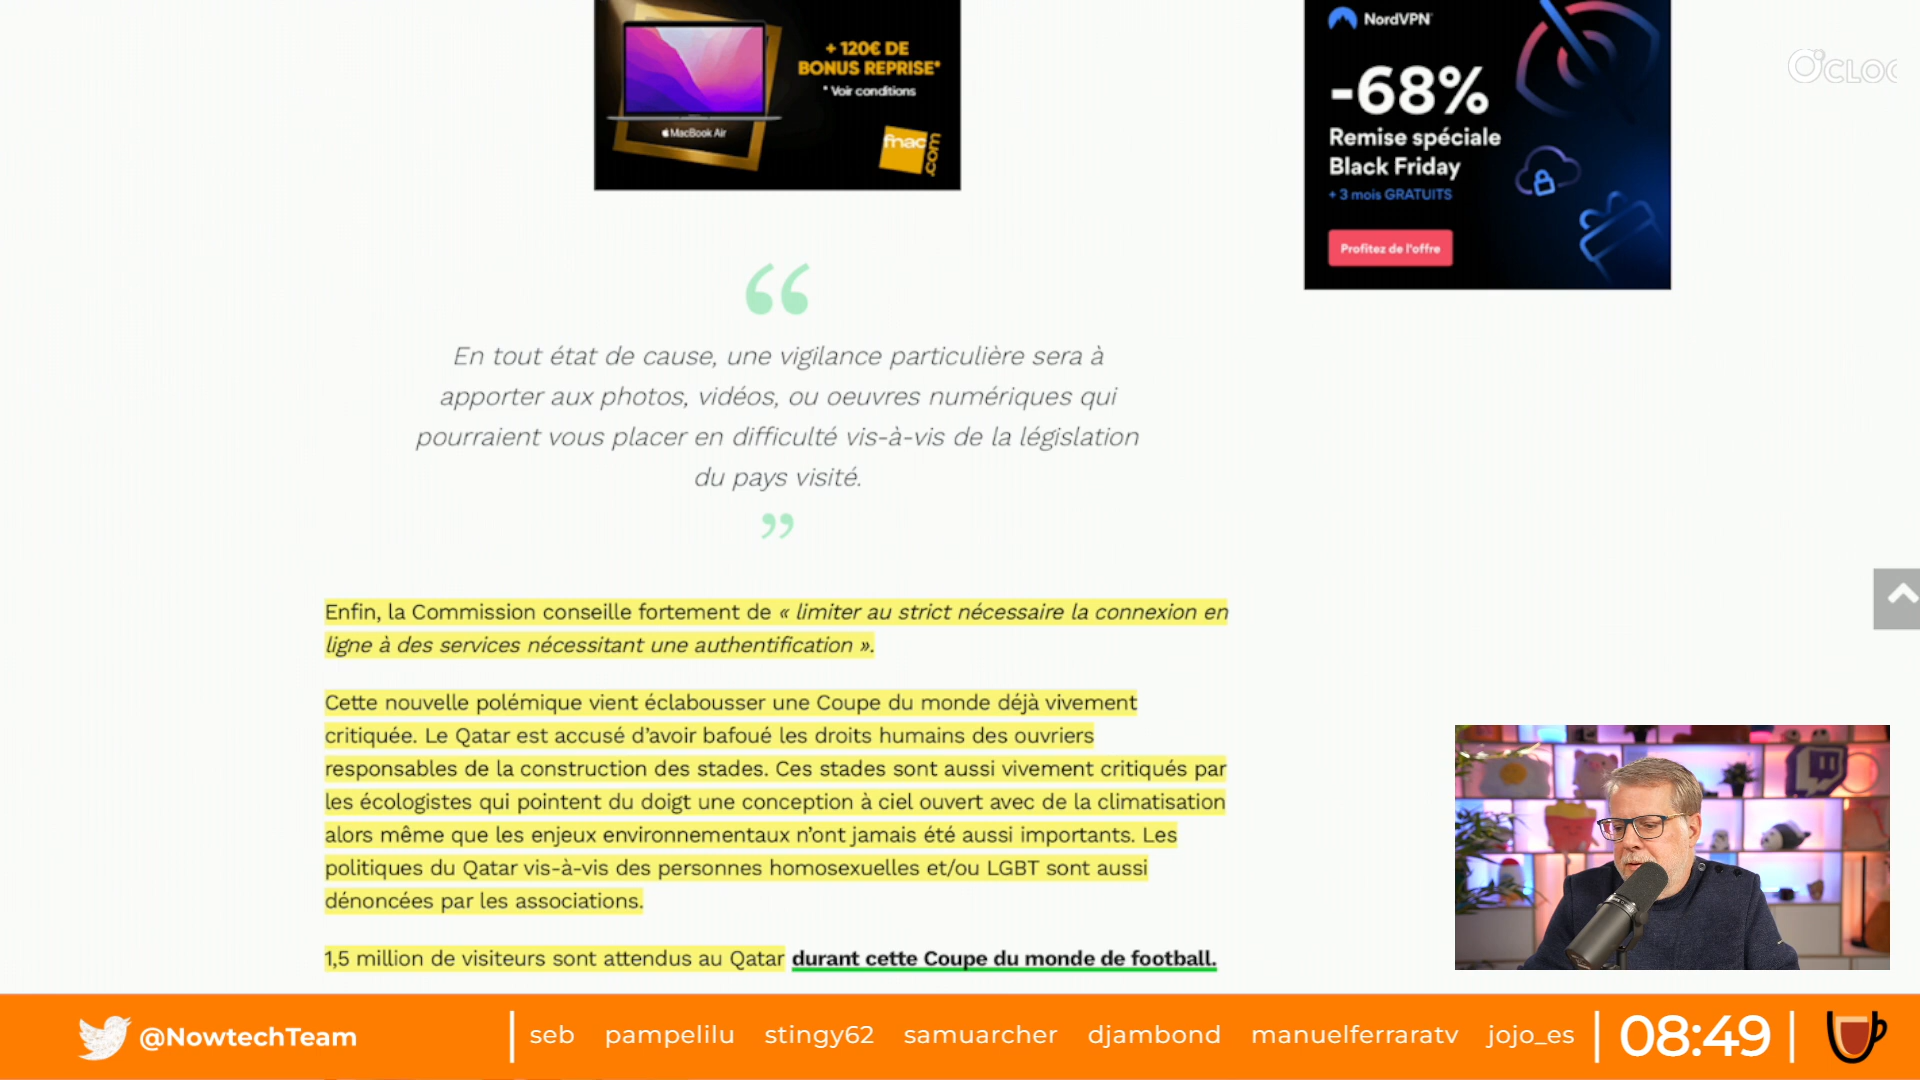 + 120€ DE
BONUS REPRISE*
* Voir conditions
MacBook Air
fnac
.com
NordVPN
-68%
Remise spéciale
Black Friday
+ 3 mois GRATUITS
Profitez de l'offre
O'CLOC
“
En tout état de cause, une vigilance particulière sera à
apporter aux photos, vidéos, ou oeuvres numériques qui
pourraient vous placer en difficulté vis-à-vis de la législation
du pays visité.
”
Enfin, la Commission conseille fortement de « limiter au strict nécessaire la connexion en
ligne à des services nécessitant une authentification ».
Cette nouvelle polémique vient éclabousser une Coupe du monde déjà vivement
critiquée. Le Qatar est accusé d’avoir bafoué les droits humains des ouvriers
responsables de la construction des stades. Ces stades sont aussi vivement critiqués par
les écologistes qui pointent du doigt une conception à ciel ouvert avec de la climatisation
alors même que les enjeux environnementaux n’ont jamais été aussi importants. Les
politiques du Qatar vis-à-vis des personnes homosexuelles et/ou LGBT sont aussi
dénoncées par les associations.
1,5 million de visiteurs sont attendus au Qatar durant cette Coupe du monde de football.
@NowtechTeam
seb pampelilu stingy62 samuarcher djambond manuelferraratv jojo_es
08:49